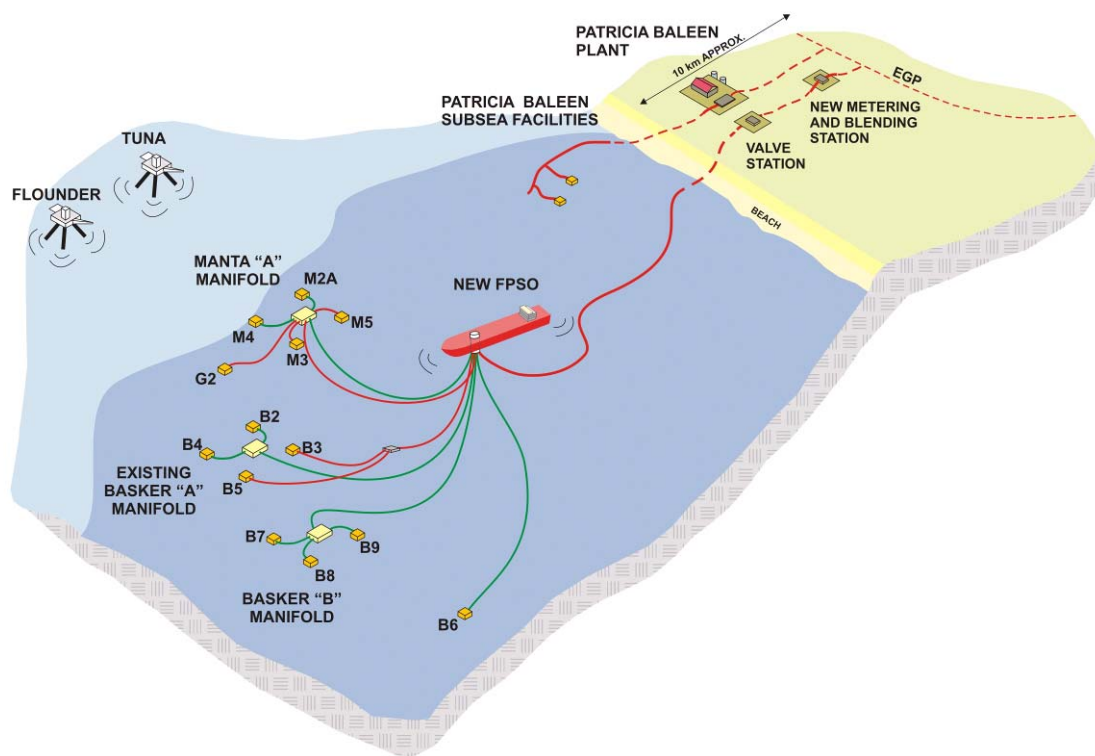 PATRICIA BALEEN
PLANT
10 km APPROX.
EGP
PATRICIA BALEEN
SUBSEA FACILITIES
NEW METERING
AND BLENDING
STATION
VALVE
STATION
BEACH
TUNA
FLOUNDER
MANTA “A”
MANIFOLD
M2A
NEW FPSO
M4
M5
M3
G2
B2
B4
B3
EXISTING
BASKER “A”
MANIFOLD
B5
B7
B9
B8
BASKER “B”
MANIFOLD
B6